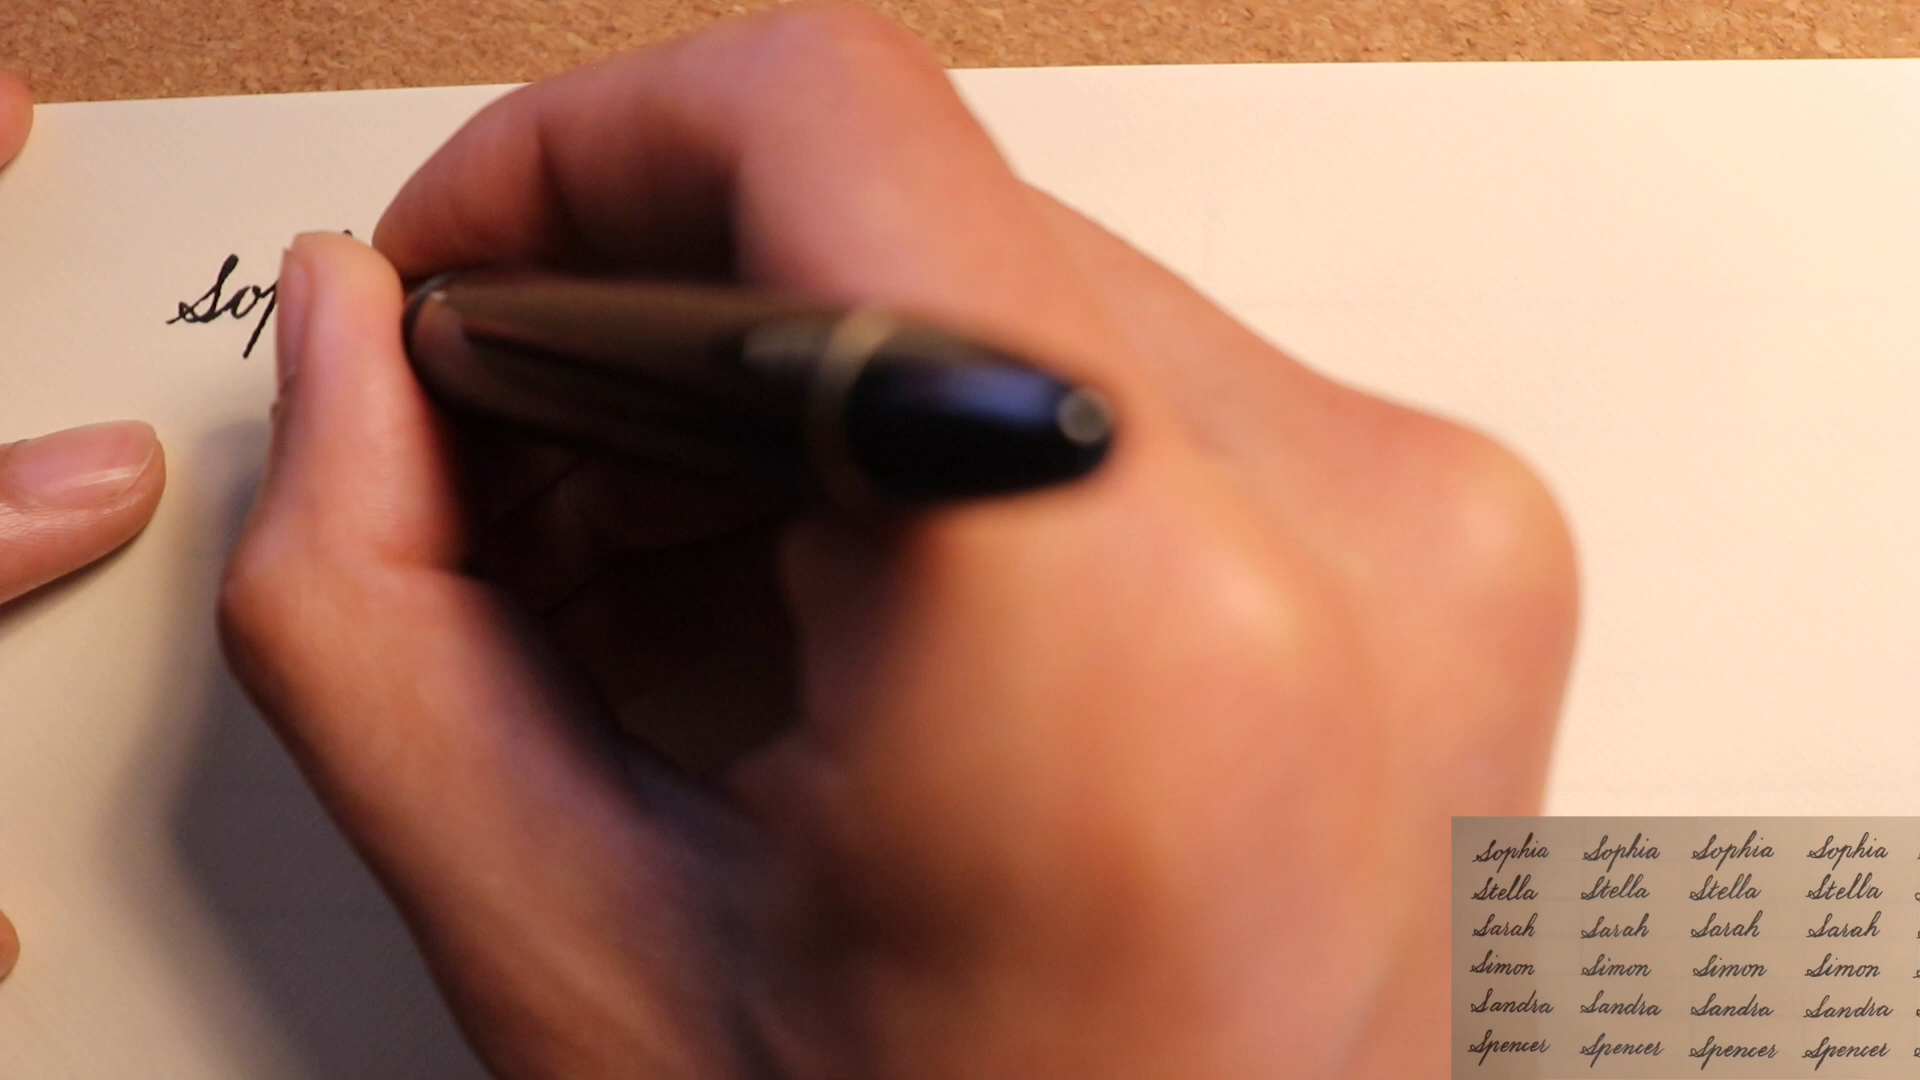 Sop
Sophia Sophia Sophia Sophia
Stella Stella Stella Stella
Sarah Sarah Sarah Sarah
Simon Simon Simon Simon
Sandra Sandra Sandra Sandra
Spencer Spencer Spencer Spencer